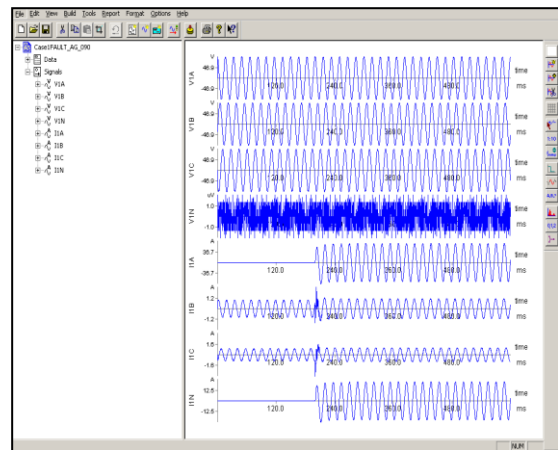 File Edit View Build Tools Report Format Options Help
Case1FAULT_AG_090
Data
Signals
V1A
V1B
V1C
V1N
I1A
I1B
I1C
I1N
V
46.9
V1A
120.0 240.0 360.0 480.0
time
-46.9
ms
V
46.9
V1B
120.0 240.0 360.0 480.0
time
-46.9
ms
V
46.9
V1C
120.0 240.0 360.0 480.0
time
-46.9
ms
uV
1.0
V1N
time
-1.0
ms
A
36.7
I1A
120.0 240.0 360.0 480.0
time
-36.7
ms
A
1.2
I1B
120.0 240.0 360.0 480.0
time
-1.2
ms
A
I1C
120.0 240.0 360.0 480.0
time
ms
A
12.5
I1N
120.0 240.0 360.0 480.0
time
-12.5
ms
NUM